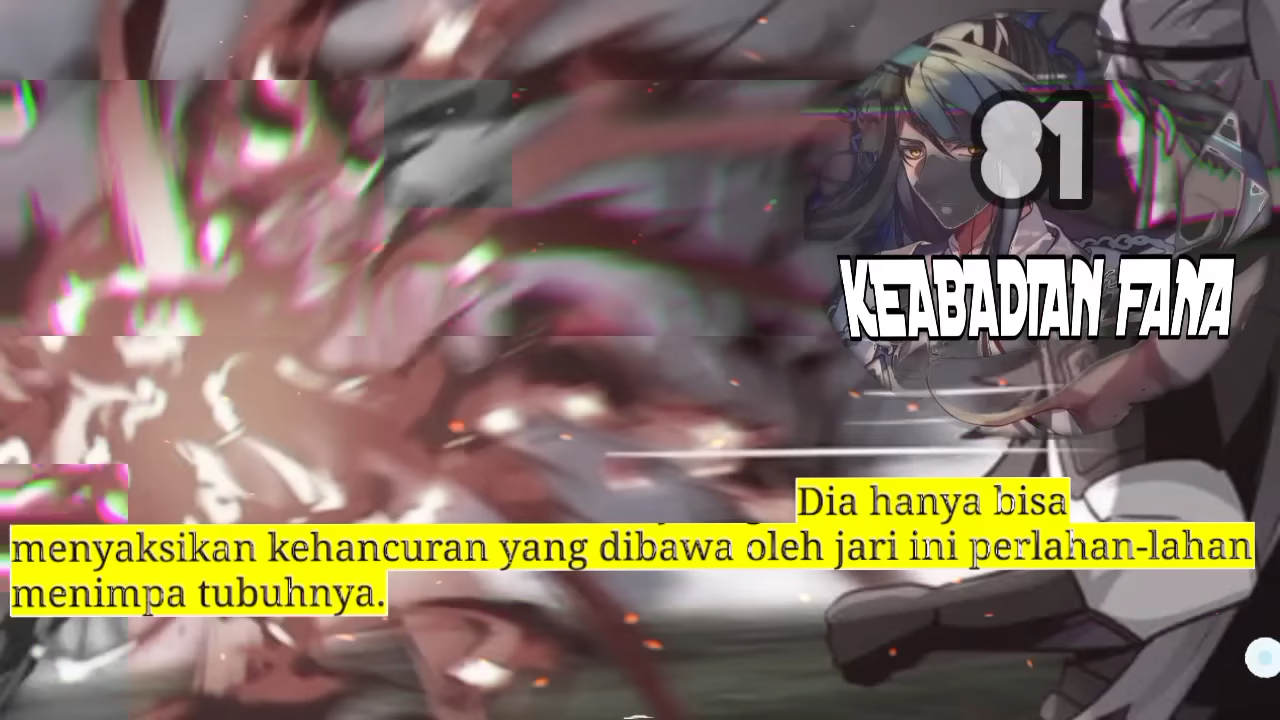 81
KEABADIAN FANA
Dia hanya bisa
menyaksikan kehancuran yang dibawa oleh jari ini perlahan-lahan
menimpa tubuhnya.